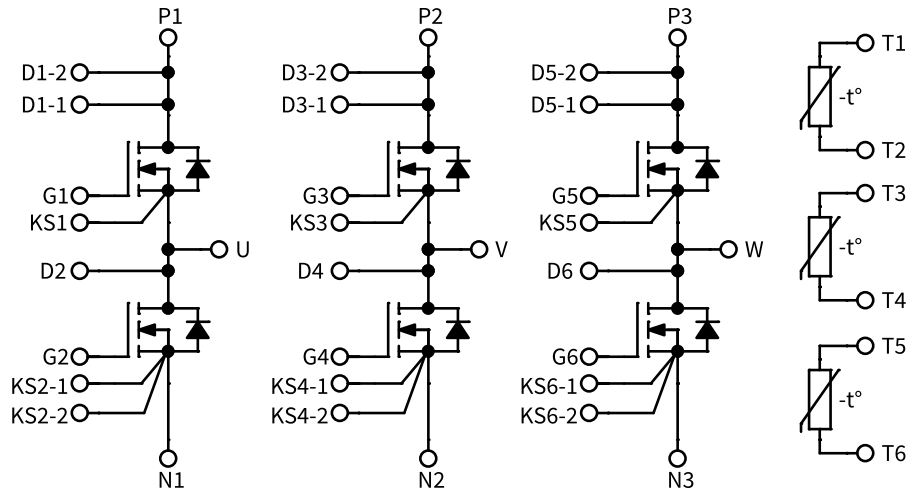 P1
P2
P3
D1-2
D3-2
D5-2
T1
D1-1
D3-1
D5-1
-t°
T2
G1
G3
G5
T3
KS1
KS3
KS5
U
V
W
-t°
D2
D4
D6
T4
T5
G2
G4
G6
KS2-1
KS4-1
KS6-1
-t°
KS2-2
KS4-2
KS6-2
T6
N1
N2
N3